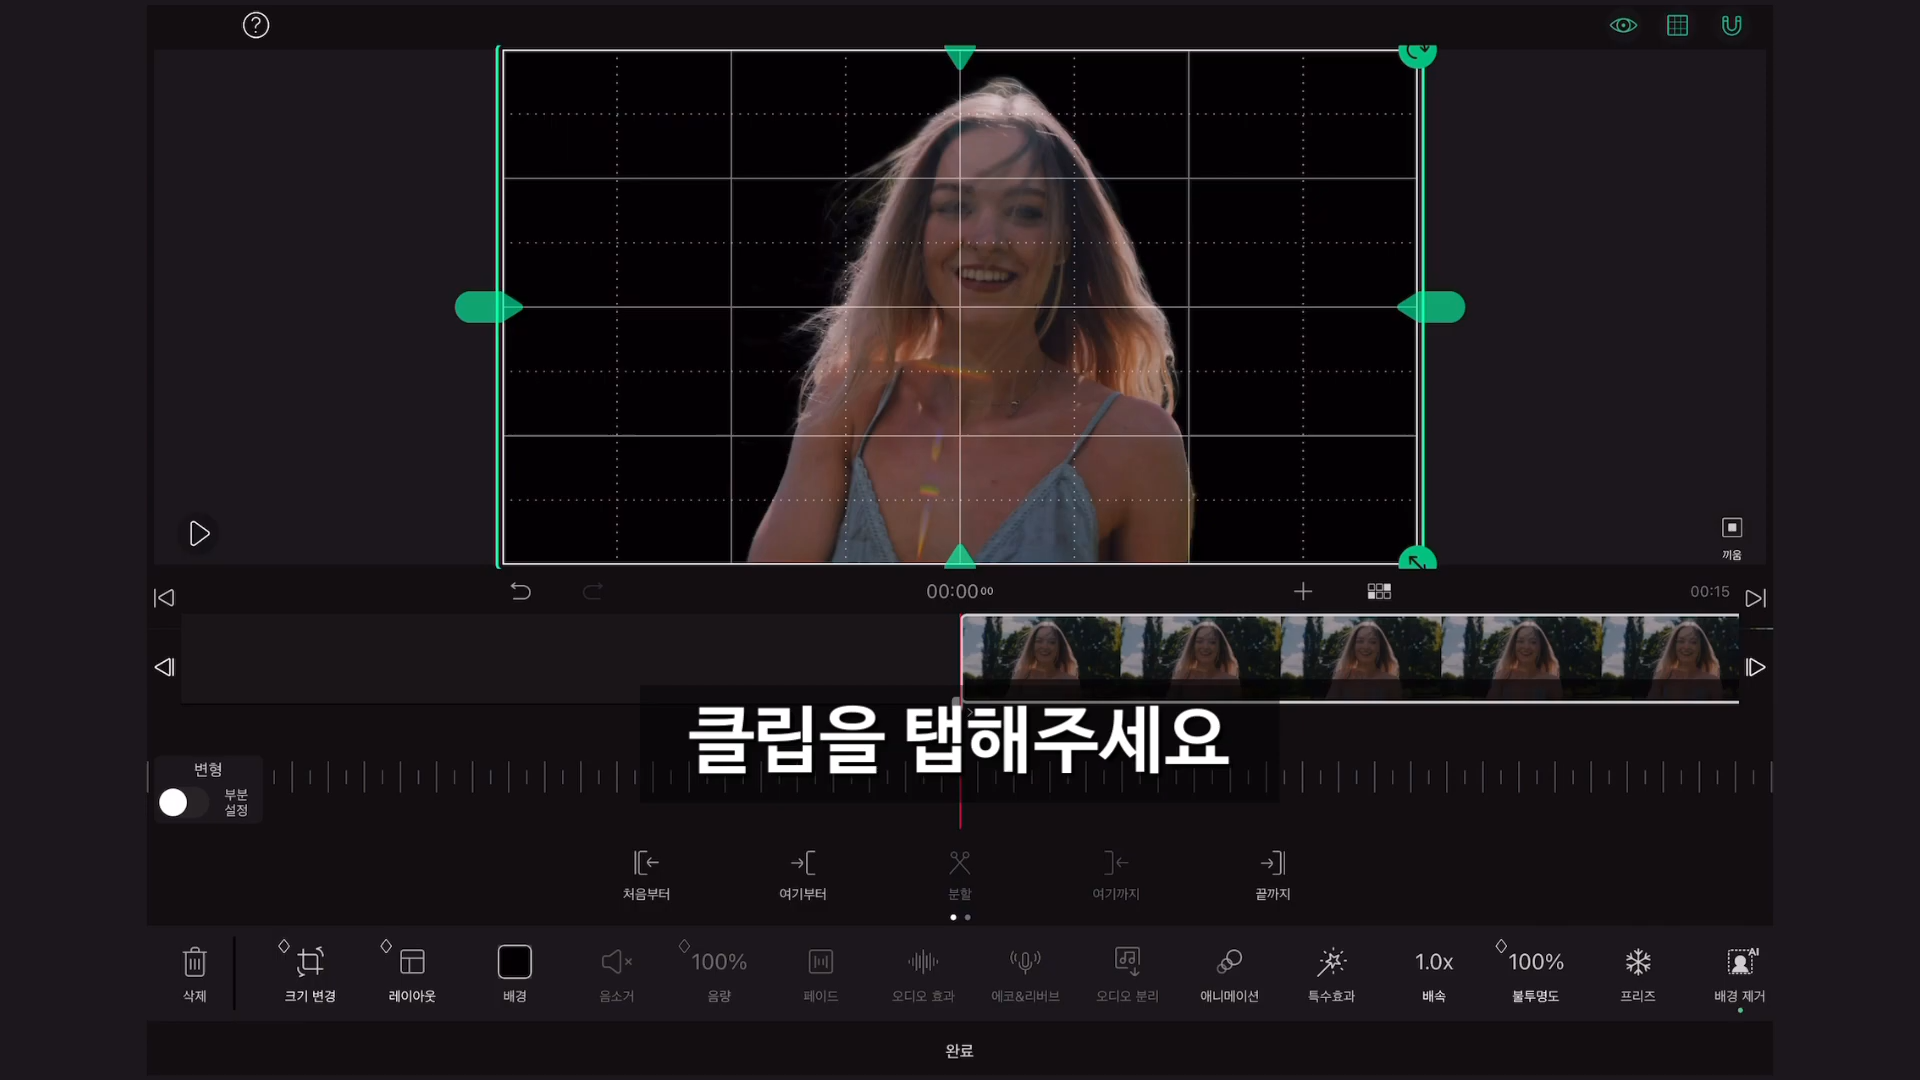 끼움
00:00 00
00:15
클립을 탭해주세요
변형
부분
설정
처음부터
여기부터
분할
여기까지
끝까지
100%
1.0x
100%
AI
삭제
크기 변경
레이아웃
배경
음소거
음량
페이드
오디오 효과
에코&리버브
오디오 분리
애니메이션
특수효과
배속
불투명도
프리즈
배경 제거
완료